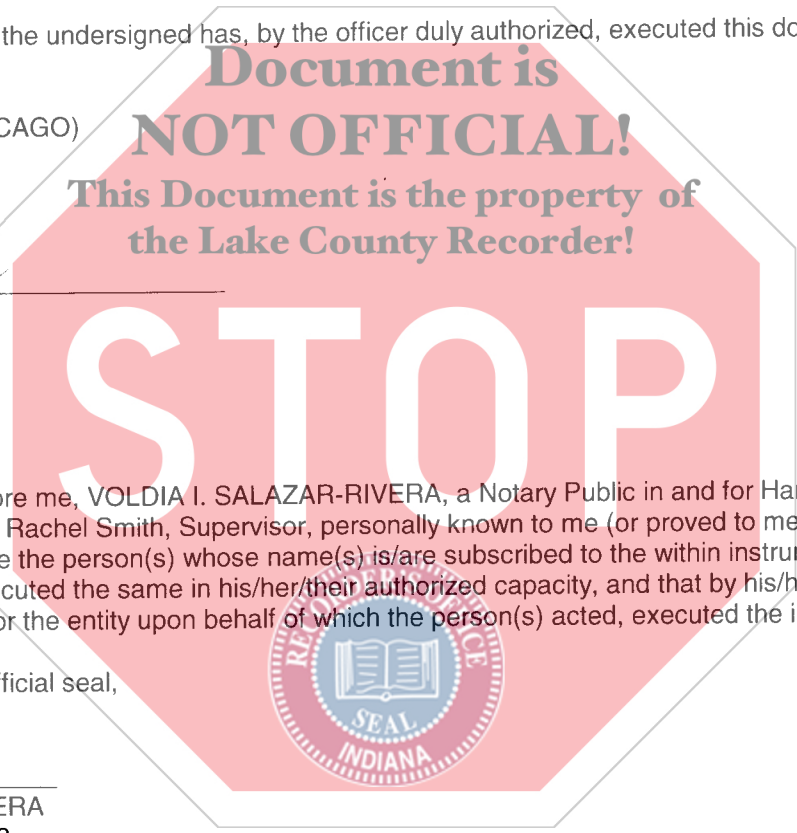 the undersigned has, by the officer duly authorized, executed this do
Document is
CAGO)
NOT OFFICIAL!
This Document is the property of
the Lake County Recorder!
STOP
ore me, VOLDIA I. SALAZAR-RIVERA, a Notary Public in and for Har
Rachel Smith, Supervisor, personally known to me (or proved to me
e the person(s) whose name(s) is/are subscribed to the within instru
cuted the same in his/her/their authorized capacity, and that by his/h
or the entity upon behalf of which the person(s) acted, executed the i
RECORDER'S OFFICE
fficial seal,
SEAL
INDIANA
ERA